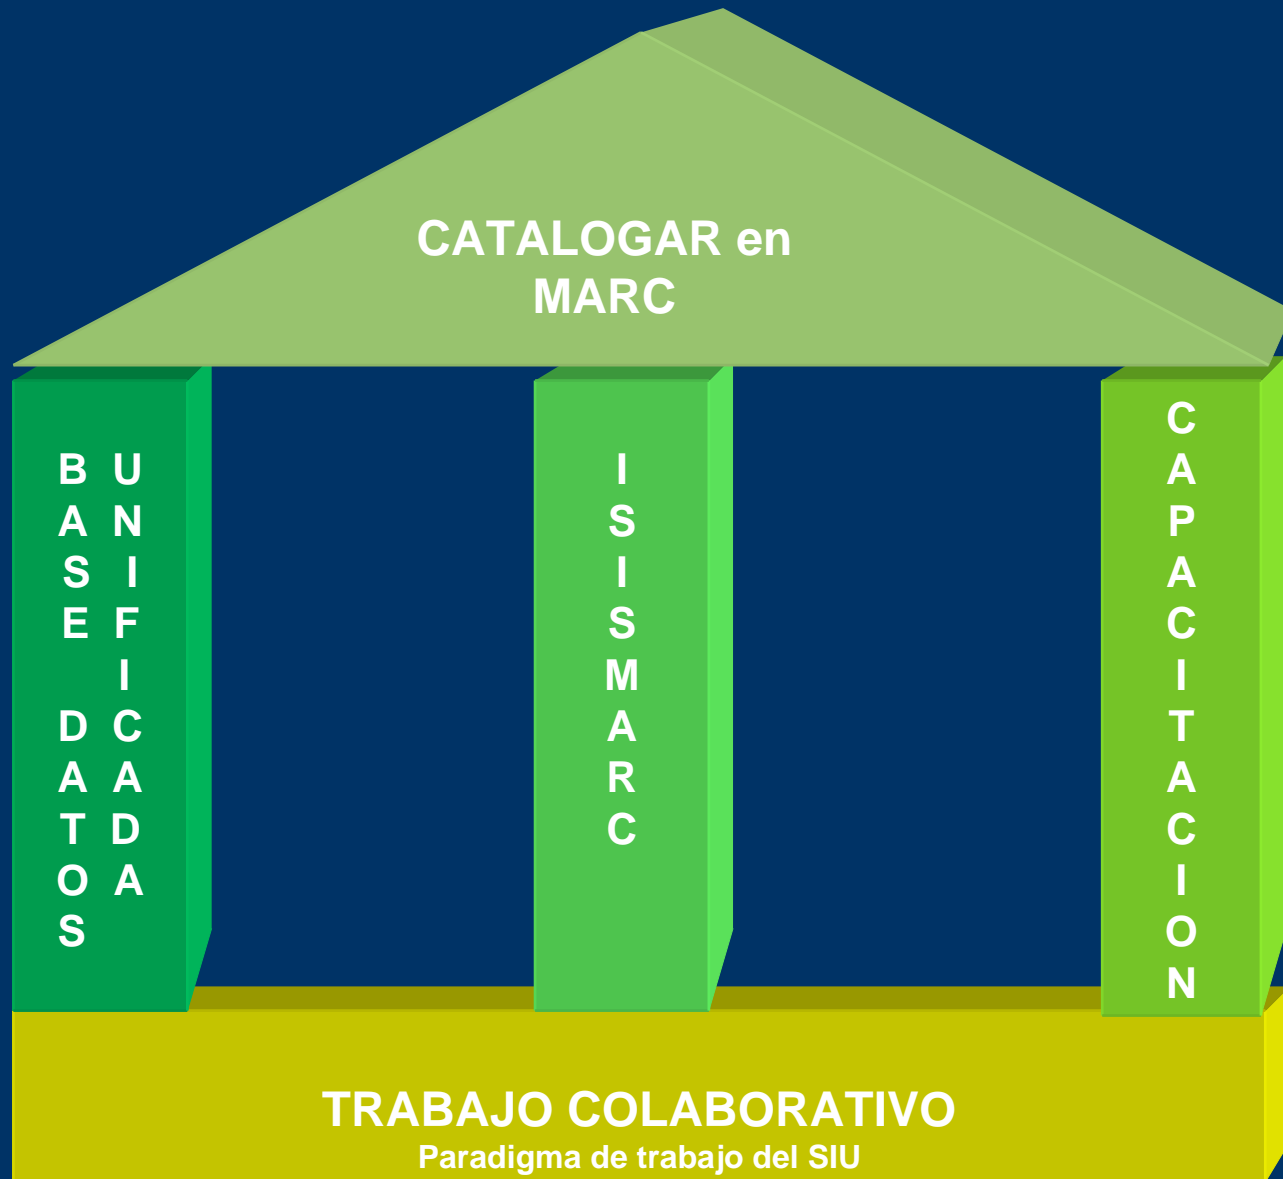 CATALOGAR en
MARC
BASE DATOS
UNIFICADA
ISISMARC
CAPACITACION
TRABAJO COLABORATIVO
Paradigma de trabajo del SIU